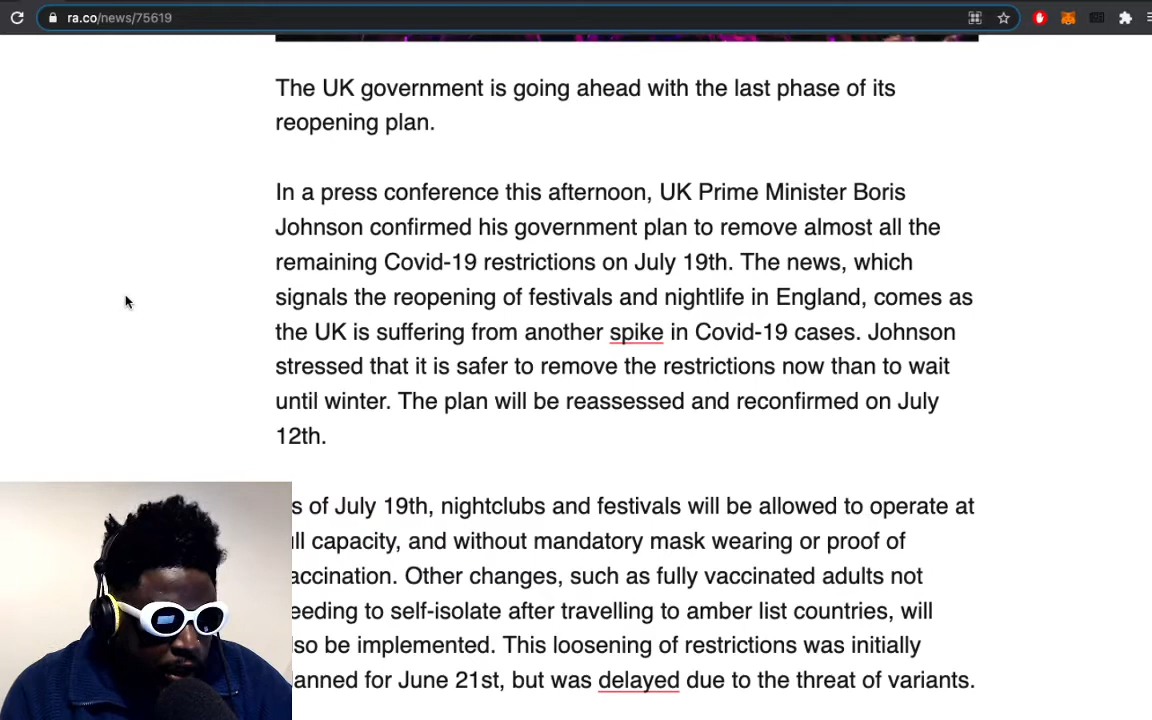 ra.co/news/75619
The UK government is going ahead with the last phase of its
reopening plan.
In a press conference this afternoon, UK Prime Minister Boris
Johnson confirmed his government plan to remove almost all the
remaining Covid-19 restrictions on July 19th. The news, which
signals the reopening of festivals and nightlife in England, comes as
the UK is suffering from another spike in Covid-19 cases. Johnson
stressed that it is safer to remove the restrictions now than to wait
until winter. The plan will be reassessed and reconfirmed on July
12th.
s of July 19th, nightclubs and festivals will be allowed to operate at
ll capacity, and without mandatory mask wearing or proof of
accination. Other changes, such as fully vaccinated adults not
eeding to self-isolate after travelling to amber list countries, will
lso be implemented. This loosening of restrictions was initially
anned for June 21st, but was delayed due to the threat of variants.